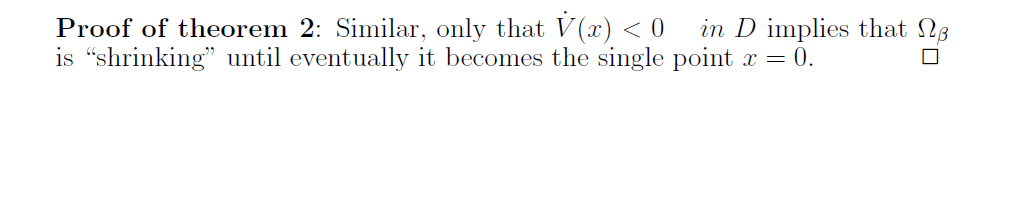 Proof of theorem 2: Similar, only that V̇(x) < 0 in D implies that Ω_β
is “shrinking” until eventually it becomes the single point x = 0. □